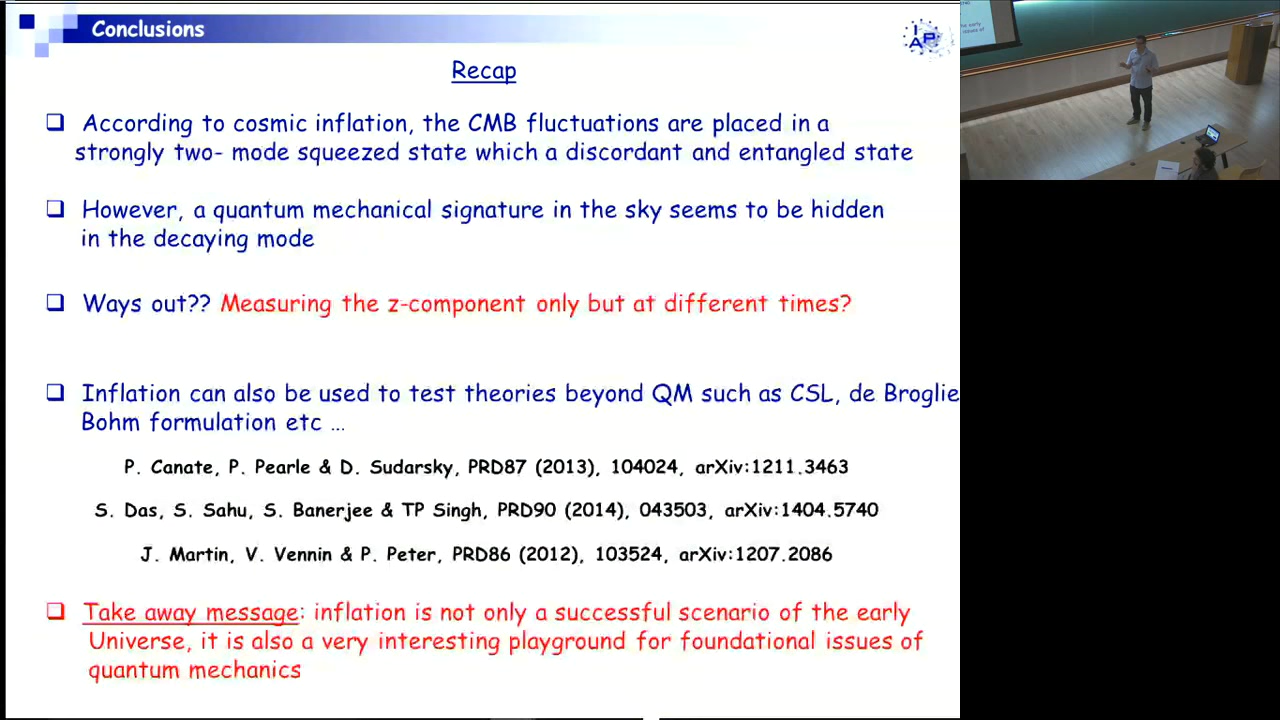 Conclusions
IAP
Recap
According to cosmic inflation, the CMB fluctuations are placed in a
strongly two- mode squeezed state which a discordant and entangled state
However, a quantum mechanical signature in the sky seems to be hidden
in the decaying mode
Ways out?? Measuring the z-component only but at different times?
Inflation can also be used to test theories beyond QM such as CSL, de Broglie
Bohm formulation etc ...
P. Canate, P. Pearle & D. Sudarsky, PRD87 (2013), 104024, arXiv:1211.3463
S. Das, S. Sahu, S. Banerjee & TP Singh, PRD90 (2014), 043503, arXiv:1404.5740
J. Martin, V. Vennin & P. Peter, PRD86 (2012), 103524, arXiv:1207.2086
Take away message: inflation is not only a successful scenario of the early
Universe, it is also a very interesting playground for foundational issues of
quantum mechanics